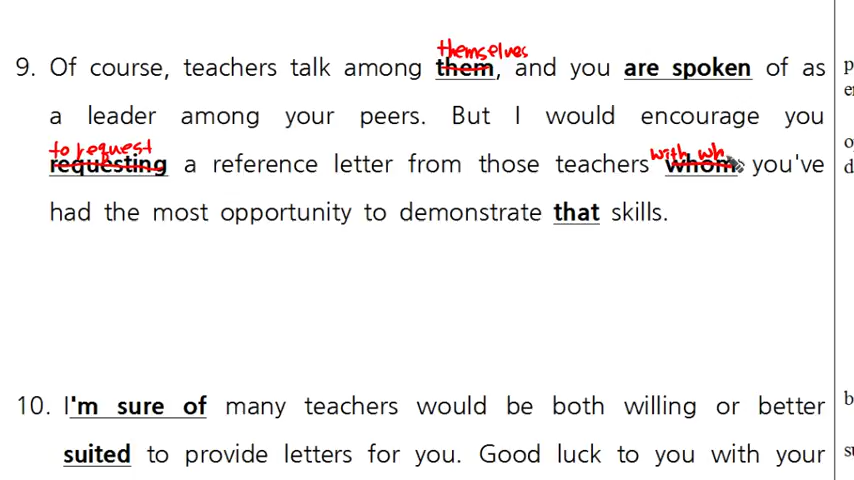 themselves
9. Of course, teachers talk among them, and you are spoken of as
a leader among your peers. But I would encourage you
to request with wh
requesting a reference letter from those teachers whom you've
had the most opportunity to demonstrate that skills.
10. I'm sure of many teachers would be both willing or better
suited to provide letters for you. Good luck to you with your